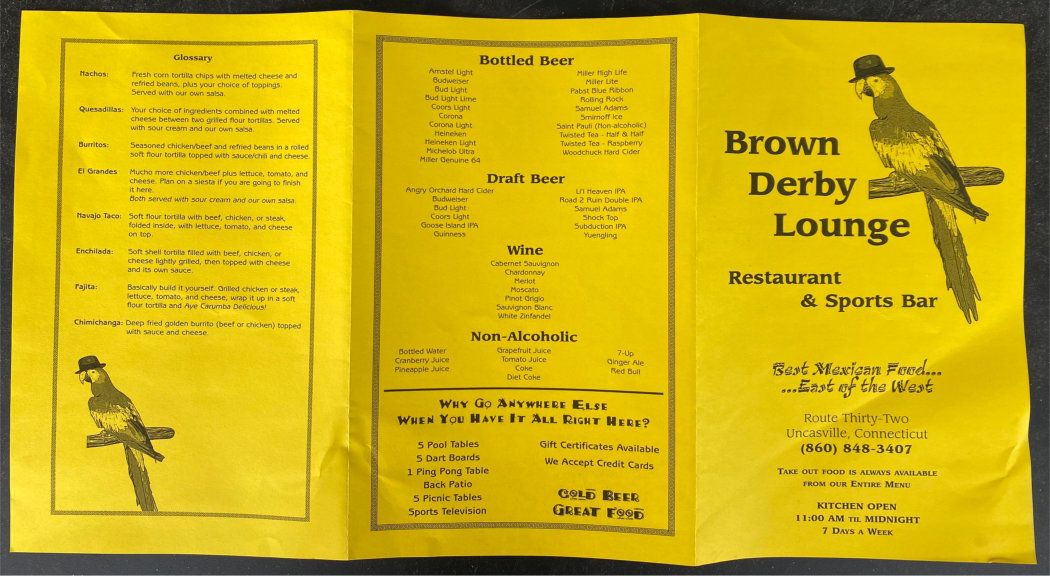 Glossary
Nachos: Fresh corn tortilla chips with melted cheese and
refried beans, plus your choice of toppings.
Served with our own salsa.
Quesadillas: Your choice of ingredients combined with melted
cheese between two grilled flour tortillas. Served
with sour cream and our own salsa.
Burritos: Seasoned chicken/beef and refried beans in a rolled
soft flour tortilla topped with sauce/chili and cheese.
El Grandes Mucho more chicken/beef plus lettuce, tomato, and
cheese. Plan on a siesta if you are going to finish
it here.
Both served with sour cream and our own salsa.
Navajo Taco: Soft flour tortilla with beef, chicken, or steak,
folded inside, with lettuce, tomato, and cheese
on top.
Enchilada: Soft shell tortilla filled with beef, chicken, or
cheese lightly grilled, then topped with cheese
and its own sauce.
Fajita: Basically build it yourself. Grilled chicken or steak,
lettuce, tomato, and cheese, wrap it up in a soft
flour tortilla and Aye Carumba Delicious!
Chimichanga: Deep fried golden burrito (beef or chicken) topped
with sauce and cheese.
Bottled Beer
Amstel Light
Budweiser
Bud Light
Bud Light Lime
Coors Light
Corona
Corona Light
Heineken
Heineken Light
Michelob Ultra
Miller Genuine 64
Miller High Life
Miller Lite
Pabst Blue Ribbon
Rolling Rock
Samuel Adams
Smirnoff Ice
Saint Pauli (Non-alcoholic)
Twisted Tea - Half & Half
Twisted Tea - Raspberry
Woodchuck Hard Cider
Draft Beer
Angry Orchard Hard Cider
Budweiser
Bud Light
Coors Light
Goose Island IPA
Guinness
Li'l Heaven IPA
Road 2 Ruin Double IPA
Samuel Adams
Shock Top
Subduction IPA
Yuengling
Wine
Cabernet Sauvignon
Chardonnay
Merlot
Moscato
Pinot Grigio
Sauvignon Blanc
White Zinfandel
Non-Alcoholic
Bottled Water
Cranberry Juice
Pineapple Juice
Grapefruit Juice
Tomato Juice
Coke
Diet Coke
7-Up
Ginger Ale
Red Bull
Why Go Anywhere Else
When You Have It All Right Here?
5 Pool Tables
5 Dart Boards
1 Ping Pong Table
Back Patio
5 Picnic Tables
Sports Television
Gift Certificates Available
We Accept Credit Cards
Cold Beer
Great Food
Brown
Derby
Lounge
Restaurant
& Sports Bar
Best Mexican Food...
...East of the West
Route Thirty-Two
Uncasville, Connecticut
(860) 848-3407
Take out food is always available
from our Entire Menu
KITCHEN OPEN
11:00 AM til MIDNIGHT
7 Days a Week